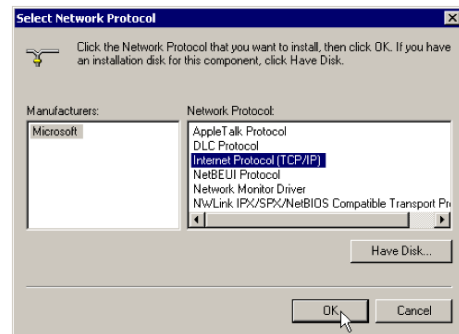 Select Network Protocol
Click the Network Protocol that you want to install, then click OK. If you have
an installation disk for this component, click Have Disk.
Manufacturers:
Network Protocol:
Microsoft
AppleTalk Protocol
DLC Protocol
Internet Protocol (TCP/IP)
NetBEUI Protocol
Network Monitor Driver
NWLink IPX/SPX/NetBIOS Compatible Transport Pr
Have Disk...
OK
Cancel